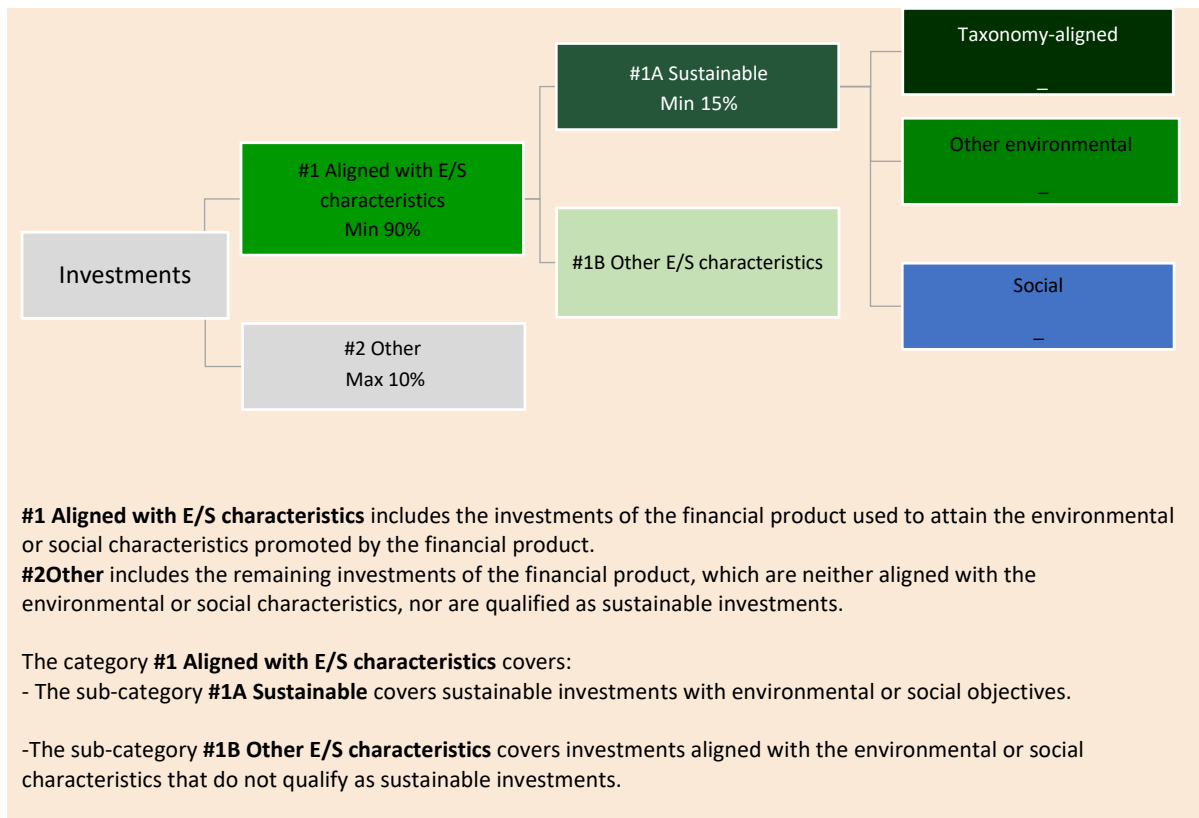 Taxonomy-aligned
_
#1A Sustainable
Min 15%
Other environmental
_
#1 Aligned with E/S
characteristics
Min 90%
#1B Other E/S characteristics
Investments
Social
_
#2 Other
Max 10%
#1 Aligned with E/S characteristics includes the investments of the financial product used to attain the environmental
or social characteristics promoted by the financial product.
#2Other includes the remaining investments of the financial product, which are neither aligned with the
environmental or social characteristics, nor are qualified as sustainable investments.
The category #1 Aligned with E/S characteristics covers:
- The sub-category #1A Sustainable covers sustainable investments with environmental or social objectives.
-The sub-category #1B Other E/S characteristics covers investments aligned with the environmental or social
characteristics that do not qualify as sustainable investments.